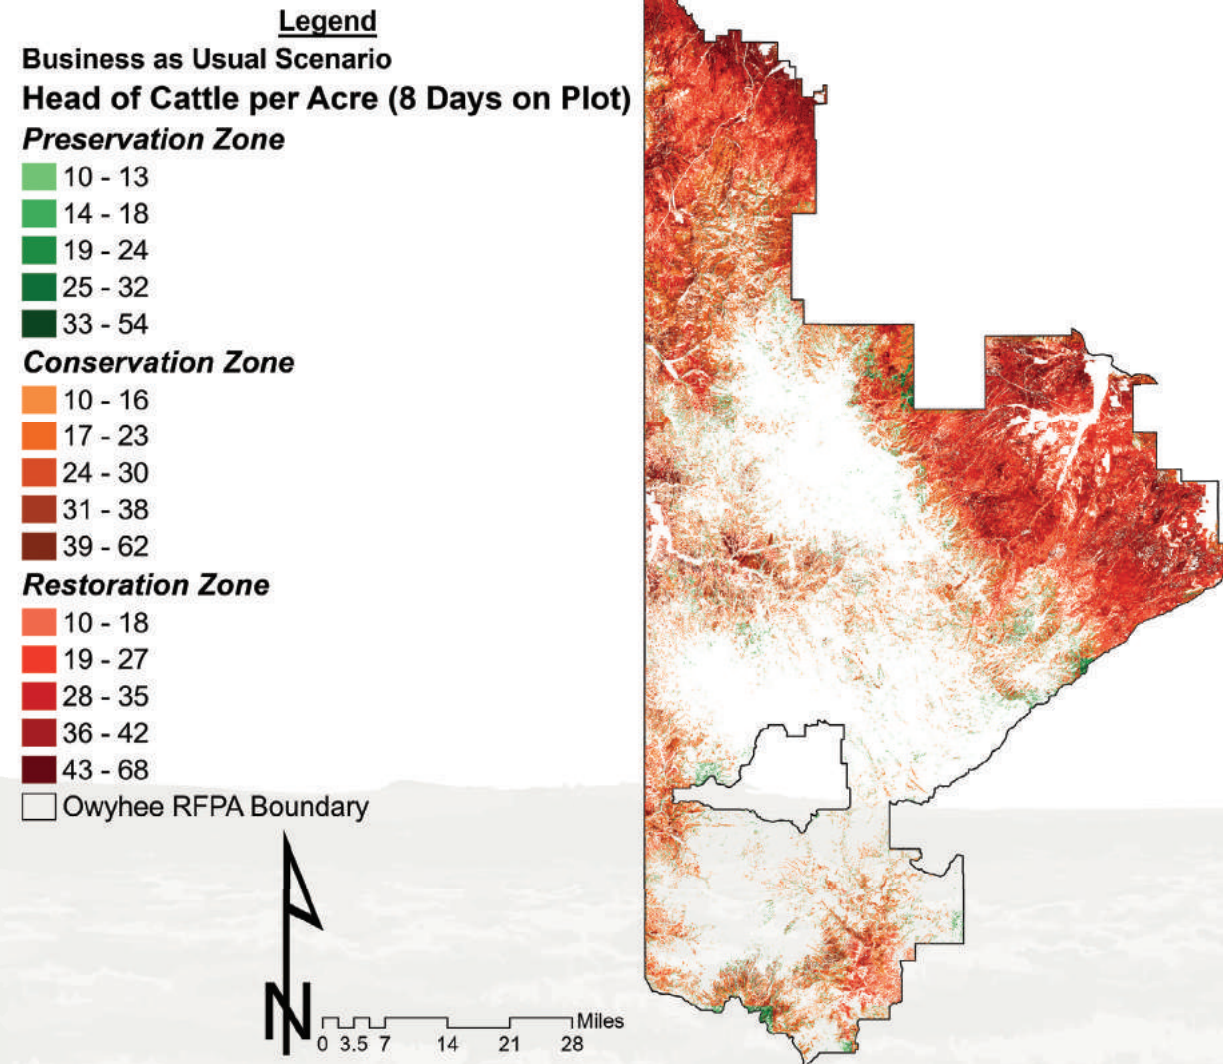 Legend
Business as Usual Scenario
Head of Cattle per Acre (8 Days on Plot)
Preservation Zone
10 - 13
14 - 18
19 - 24
25 - 32
33 - 54
Conservation Zone
10 - 16
17 - 23
24 - 30
31 - 38
39 - 62
Restoration Zone
10 - 18
19 - 27
28 - 35
36 - 42
43 - 68
Owyhee RFPA Boundary
N
Miles
0 3.5 7 14 21 28